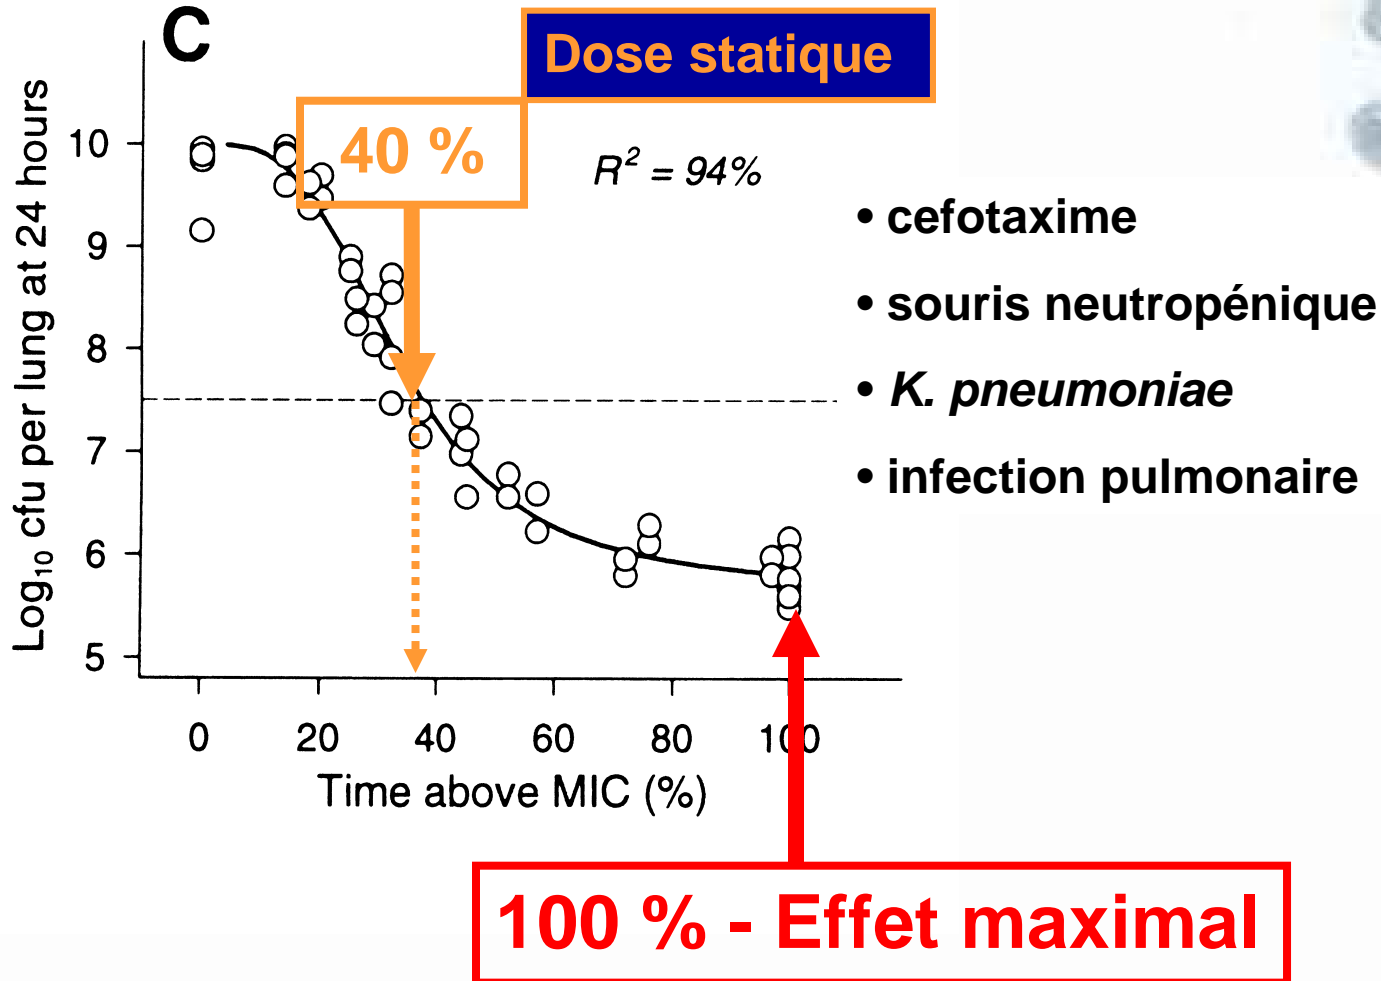 C
Dose statique
40 %
R² = 94%
Log₁₀ cfu per lung at 24 hours
10
9
8
7
6
5
0 20 40 60 80 100
Time above MIC (%)
• cefotaxime
• souris neutropénique
• K. pneumoniae
• infection pulmonaire
100 % - Effet maximal